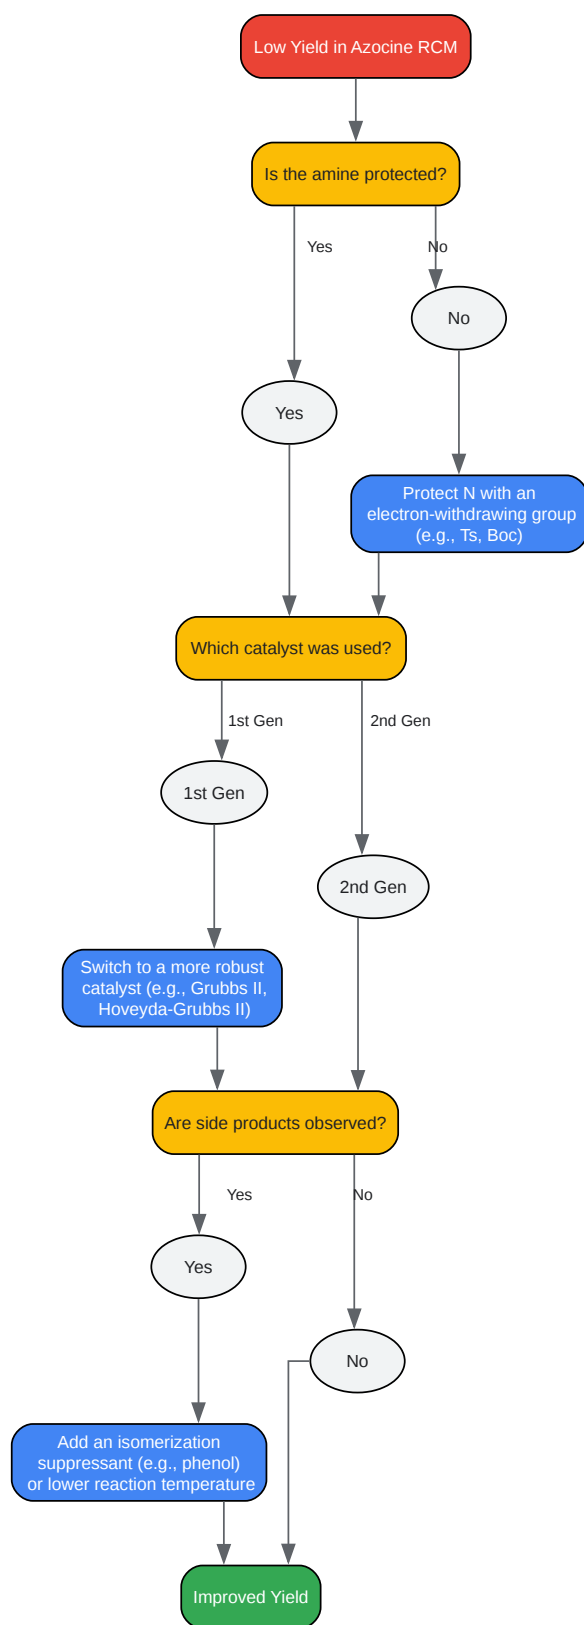 Low Yield in Azocine RCM
Is the amine protected?
Yes
No
No
Yes
Protect N with an
electron-withdrawing group
(e.g., Ts, Boc)
Which catalyst was used?
1st Gen
2nd Gen
1st Gen
2nd Gen
Switch to a more robust
catalyst (e.g., Grubbs II,
Hoveyda-Grubbs II)
Are side products observed?
Yes
No
Yes
No
Add an isomerization
suppressant (e.g., phenol)
or lower reaction temperature
Improved Yield